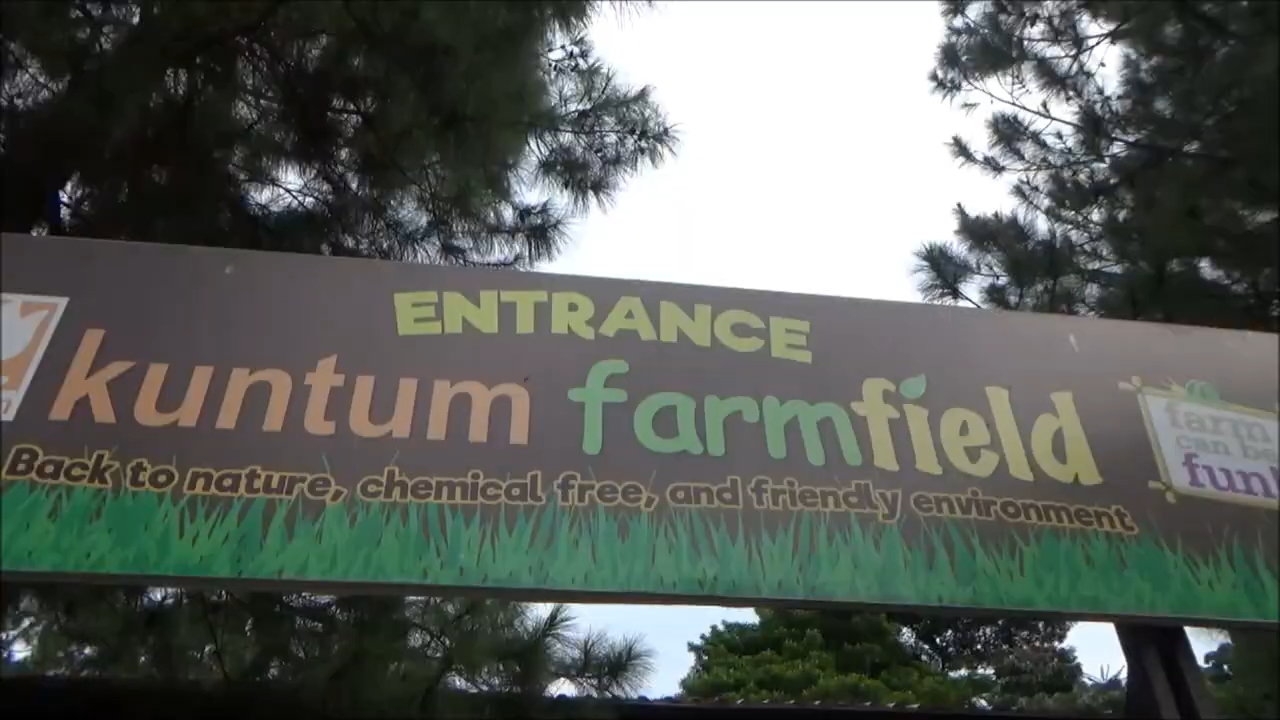 ENTRANCE
kuntum farmfield
Back to nature, chemical free, and friendly environment
farm
can be
fun!